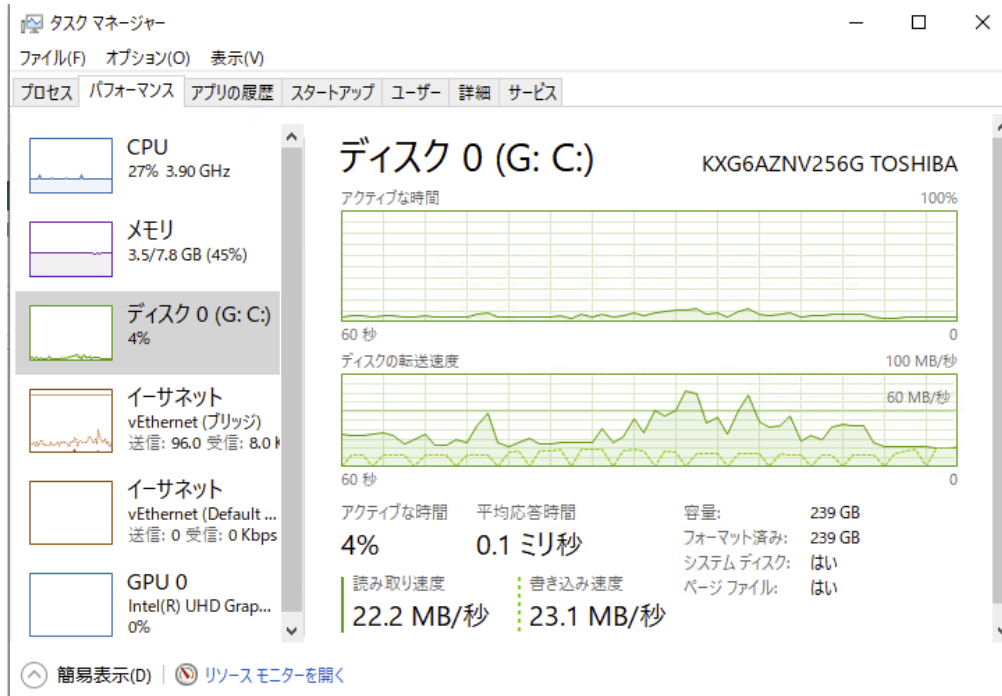 タスク マネージャー
ファイル(F) オプション(O) 表示(V)
プロセス パフォーマンス アプリの履歴 スタートアップ ユーザー 詳細 サービス
CPU
27% 3.90 GHz
メモリ
3.5/7.8 GB (45%)
ディスク 0 (G: C:)
4%
イーサネット
vEthernet (ブリッジ)
送信: 96.0 受信: 8.0 K
イーサネット
vEthernet (Default ...
送信: 0 受信: 0 Kbps
GPU 0
Intel(R) UHD Grap...
0%
ディスク 0 (G: C:) KXG6AZNV256G TOSHIBA
アクティブな時間 100%
60 秒 0
ディスクの転送速度 100 MB/秒
60 MB/秒
60 秒 0
アクティブな時間 平均応答時間
4% 0.1 ミリ秒
読み取り速度 書き込み速度
22.2 MB/秒 23.1 MB/秒
容量: 239 GB
フォーマット済み: 239 GB
システム ディスク: はい
ページ ファイル: はい
簡易表示(D) リソース モニターを開く